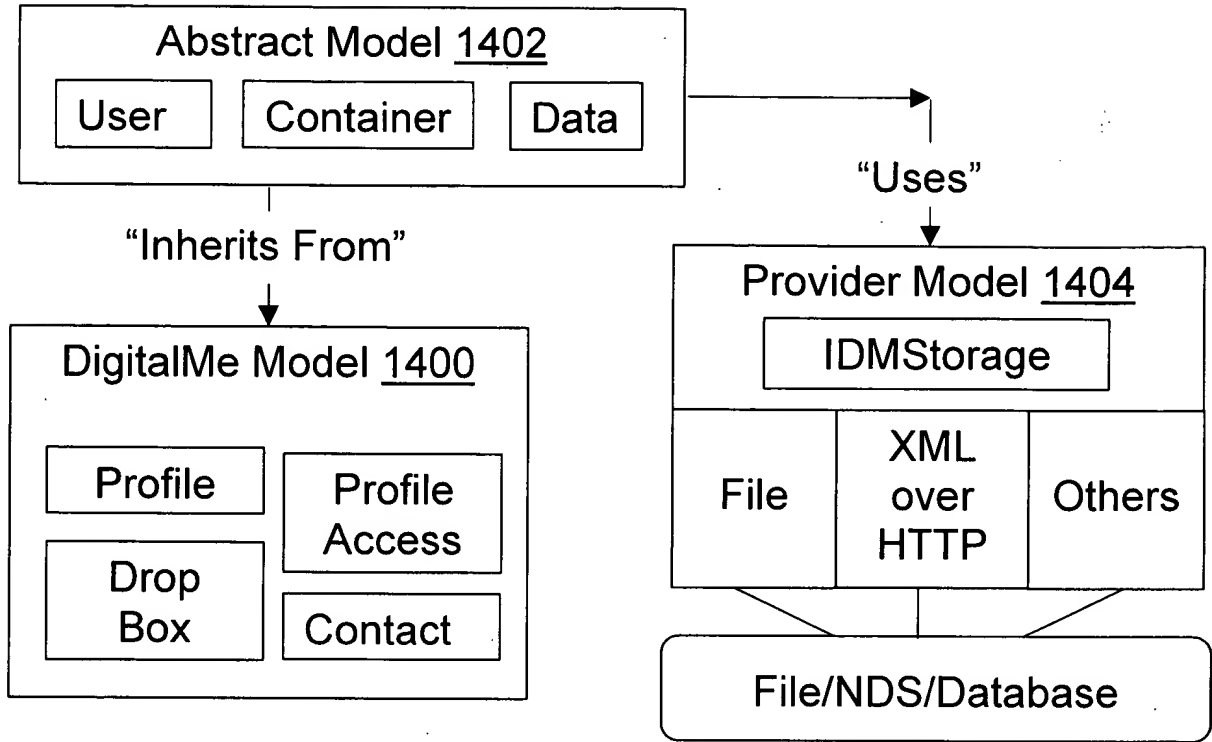 Abstract Model 1402
User
Container
Data
“Uses”
“Inherits From”
Provider Model 1404
IDMStorage
File
XML
over
HTTP
Others
File/NDS/Database
DigitalMe Model 1400
Profile
Profile
Access
Drop
Box
Contact